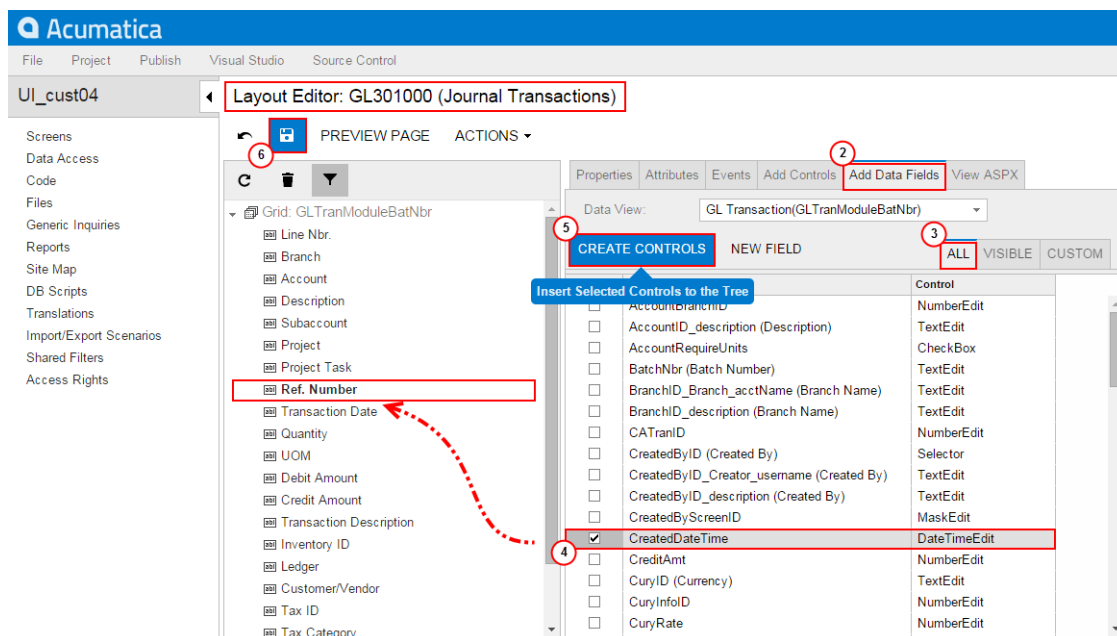 Acumatica
File Project Publish Visual Studio Source Control
UI_cust04
Layout Editor: GL301000 (Journal Transactions)
Screens
Data Access
Code
Files
Generic Inquiries
Reports
Site Map
DB Scripts
Translations
Import/Export Scenarios
Shared Filters
Access Rights
PREVIEW PAGE ACTIONS
6
2
Properties Attributes Events Add Controls Add Data Fields View ASPX
Grid: GLTranModuleBatNbr
Line Nbr.
Branch
Account
Description
Subaccount
Project
Project Task
Ref. Number
Transaction Date
Quantity
UOM
Debit Amount
Credit Amount
Transaction Description
Inventory ID
Ledger
Customer/Vendor
Tax ID
Tax Category
Data View: GL Transaction(GLTranModuleBatNbr)
5
3
CREATE CONTROLS NEW FIELD ALL VISIBLE CUSTOM
Insert Selected Controls to the Tree
Control
AccountBranchID NumberEdit
AccountID_description (Description) TextEdit
AccountRequireUnits CheckBox
BatchNbr (Batch Number) TextEdit
BranchID_Branch_acctName (Branch Name) TextEdit
BranchID_description (Branch Name) TextEdit
CATranID NumberEdit
CreatedByID (Created By) Selector
CreatedByID_Creator_username (Created By) TextEdit
CreatedByID_description (Created By) TextEdit
CreatedByScreenID MaskEdit
4
CreatedDateTime DateTimeEdit
CreditAmt NumberEdit
CuryID (Currency) TextEdit
CuryInfoID NumberEdit
CuryRate NumberEdit